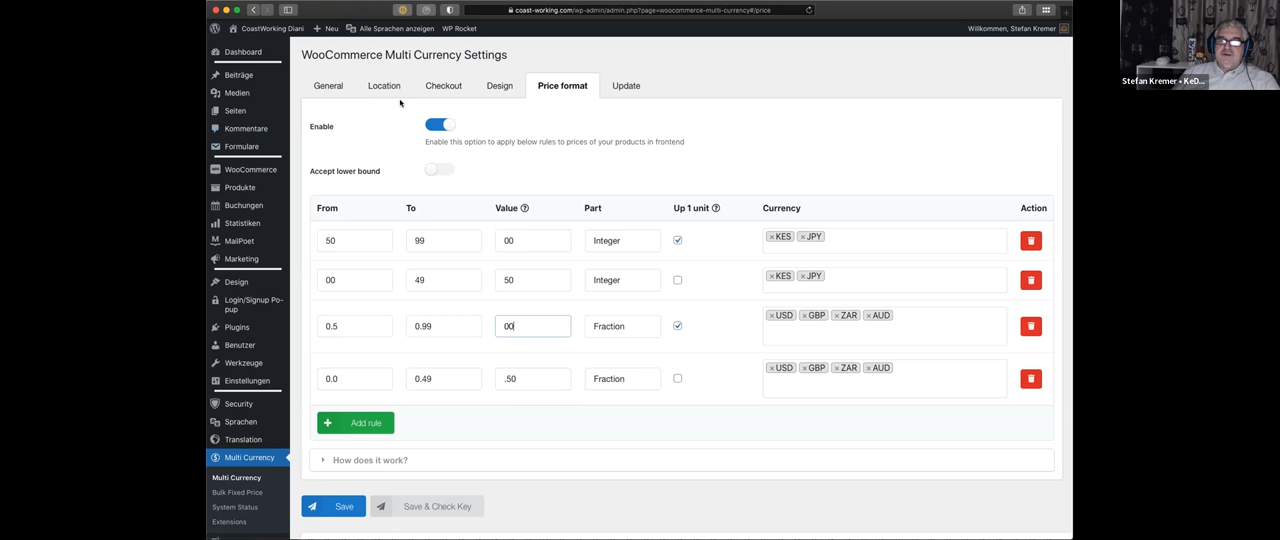 coast-working.com/wp-admin/admin.php?page=woocommerce-multi-currency#/price
CoastWorking Diani
Neu
Alle Sprachen anzeigen
WP Rocket
Willkommen, Stefan Kremer
Stefan Kremer • KeD...
Dashboard
Beiträge
Medien
Seiten
Kommentare
Formulare
WooCommerce
Produkte
Buchungen
Statistiken
MailPoet
Marketing
Design
Login/Signup Po-
pup
Plugins
Benutzer
Werkzeuge
Einstellungen
Security
Sprachen
Translation
Multi Currency
Multi Currency
Bulk Fixed Price
System Status
Extensions
WooCommerce Multi Currency Settings
General Location Checkout Design Price format Update
Enable
Enable this option to apply below rules to prices of your products in frontend
Accept lower bound
From To Value Part Up 1 unit Currency Action
50 99 00 Integer × KES × JPY
00 49 50 Integer × KES × JPY
0.5 0.99 00 Fraction × USD × GBP × ZAR × AUD
0.0 0.49 .50 Fraction × USD × GBP × ZAR × AUD
+ Add rule
How does it work?
Save Save & Check Key